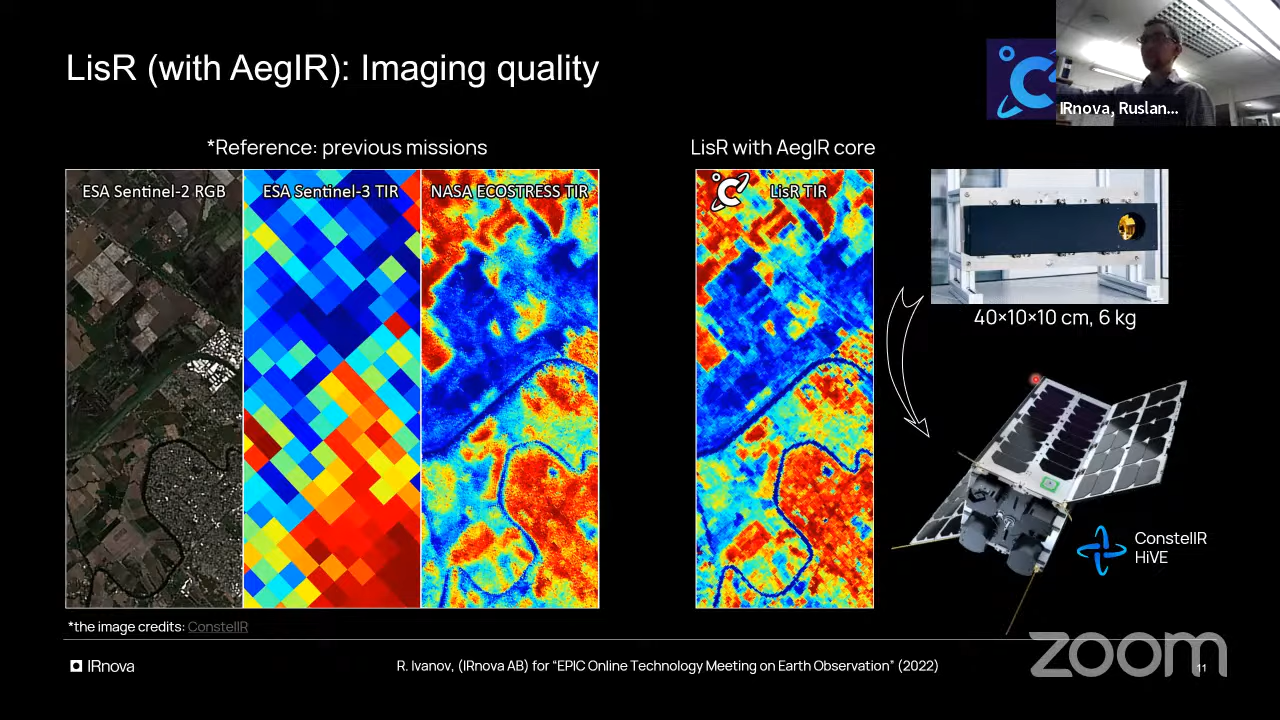 LisR (with AegIR): Imaging quality
IRnova, Ruslan...
*Reference: previous missions
LisR with AegIR core
ESA Sentinel-2 RGB
ESA Sentinel-3 TIR
NASA ECOSTRESS TIR
LisR TIR
40×10×10 cm, 6 kg
ConstellR
HiVE
*the image credits: ConstellR
IRnova
R. Ivanov, (IRnova AB) for “EPIC Online Technology Meeting on Earth Observation” (2022)
zoom
11